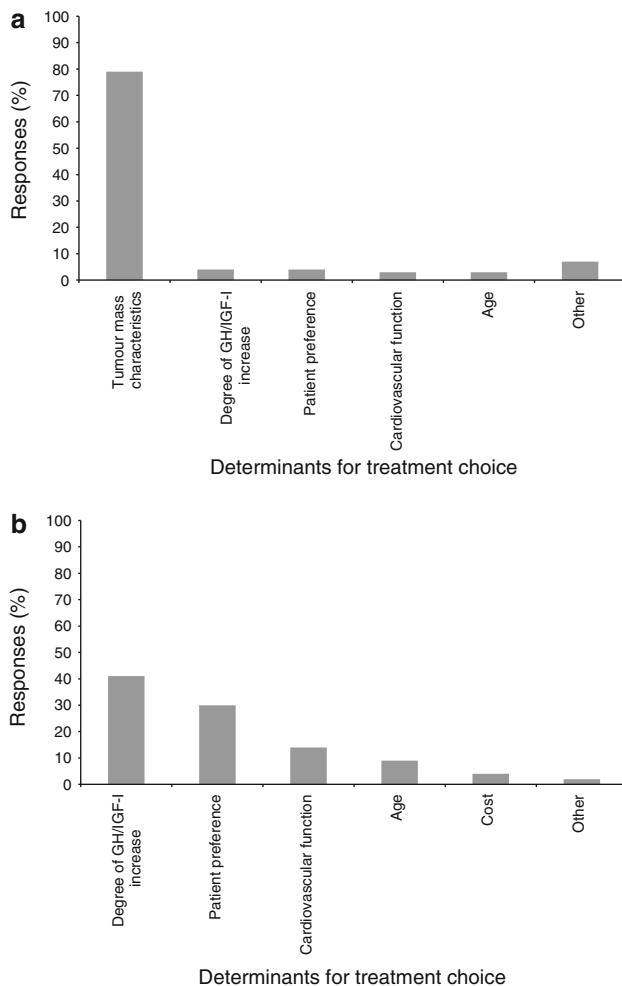 a
100
90
80
70
60
50
40
30
20
10
0
Responses (%)
Tumour mass
characteristics
Degree of GH/IGF-I
increase
Patient preference
Cardiovascular function
Age
Other
Determinants for treatment choice
b
100
90
80
70
60
50
40
30
20
10
0
Responses (%)
Degree of GH/IGF-I
increase
Patient preference
Cardiovascular function
Age
Cost
Other
Determinants for treatment choice